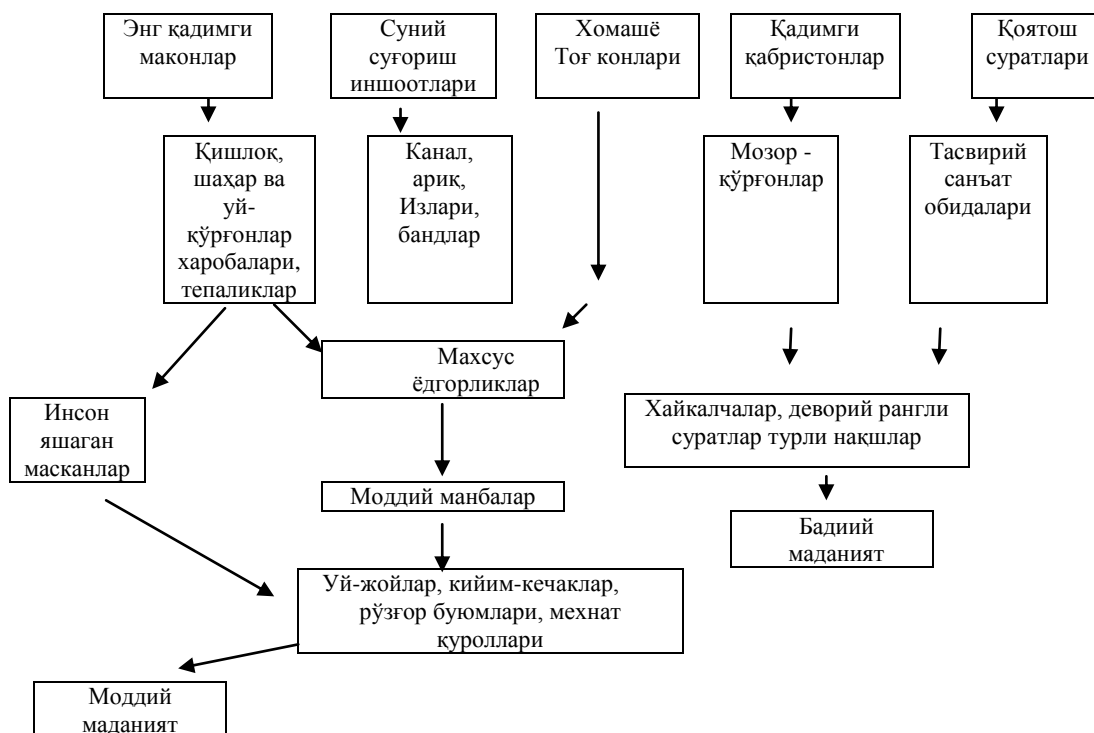 Энг қадимги
маконлар
Суний
суғориш
иншоотлари
Хомашё
Тоғ конлари
Қадимги
қабристонлар
Қоятош
суратлари
Қишлоқ,
шаҳар ва
уй-
қўрғонлар
харобалари,
тепаликлар
Канал,
ариқ,
Излари,
бандлар
Мозор -
қўрғонлар
Тасвирий
санъат
обидалари
Махсус
ёдгорликлар
Инсон
яшаган
масканлар
Хайкалчалар, деворий рангли
суратлар турли нақшлар
Моддий манбалар
Бадиий
маданият
Уй-жойлар, кийим-кечаклар,
рўзғор буюмлари, мехнат
қуроллари
Моддий
маданият